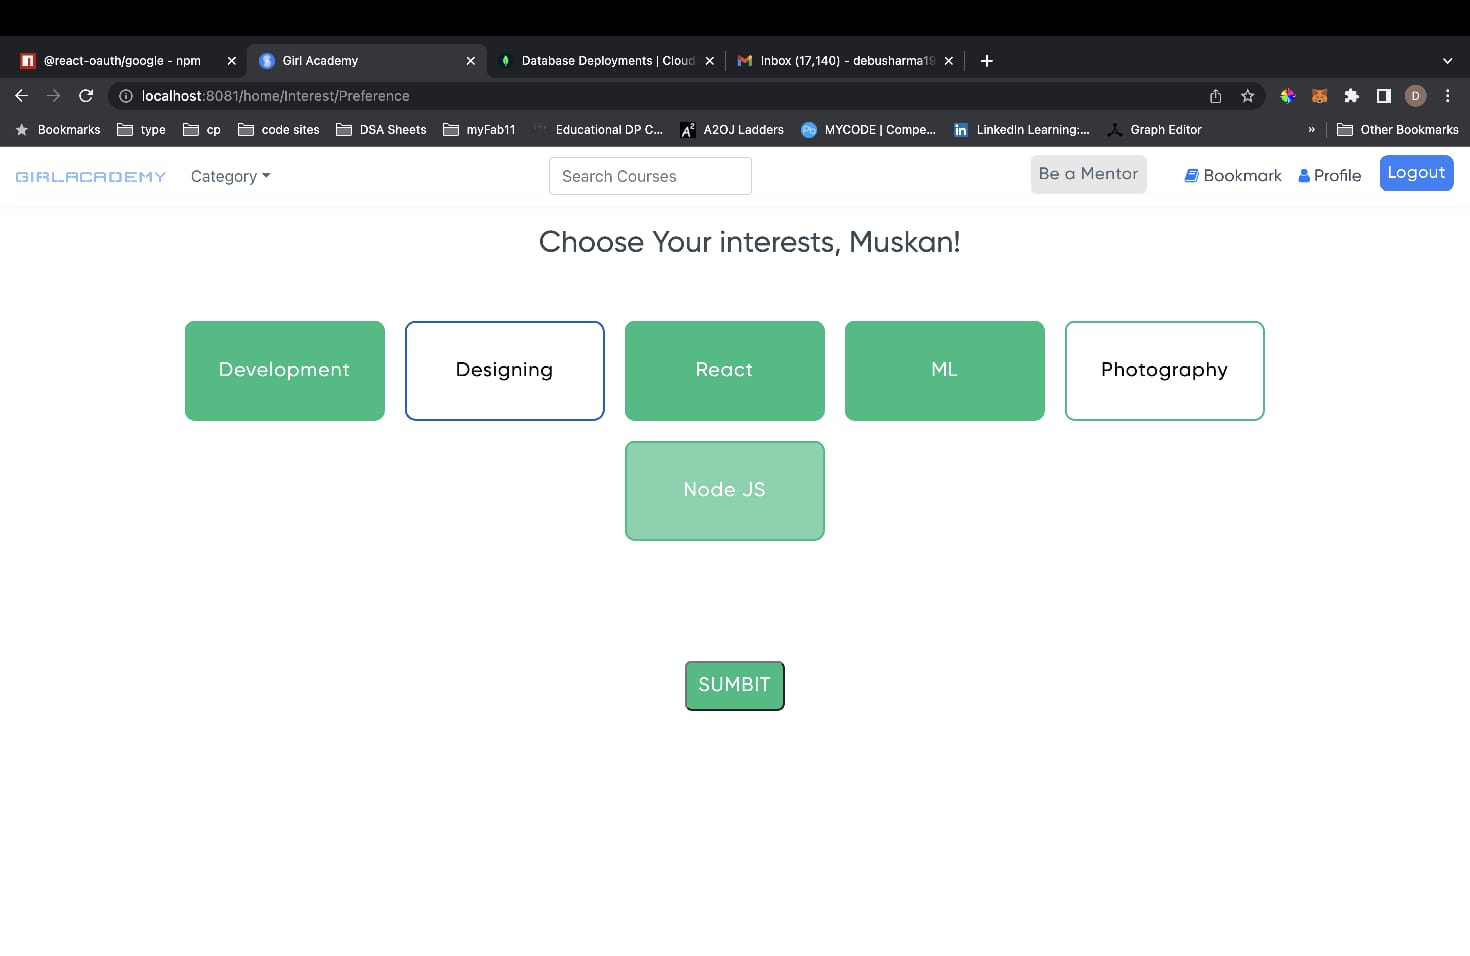 @react-oauth/google - npm
Girl Academy
Database Deployments | Cloud
Inbox (17,140) - debusharma19
localhost:8081/home/Interest/Preference
D
Bookmarks
type
cp
code sites
DSA Sheets
myFab11
Educational DP C...
A2OJ Ladders
MYCODE | Compe...
LinkedIn Learning:...
Graph Editor
»
Other Bookmarks
GIRLACADEMY
Category
Search Courses
Be a Mentor
Bookmark
Profile
Logout
Choose Your interests, Muskan!
Development
Designing
React
ML
Photography
Node JS
SUMBIT